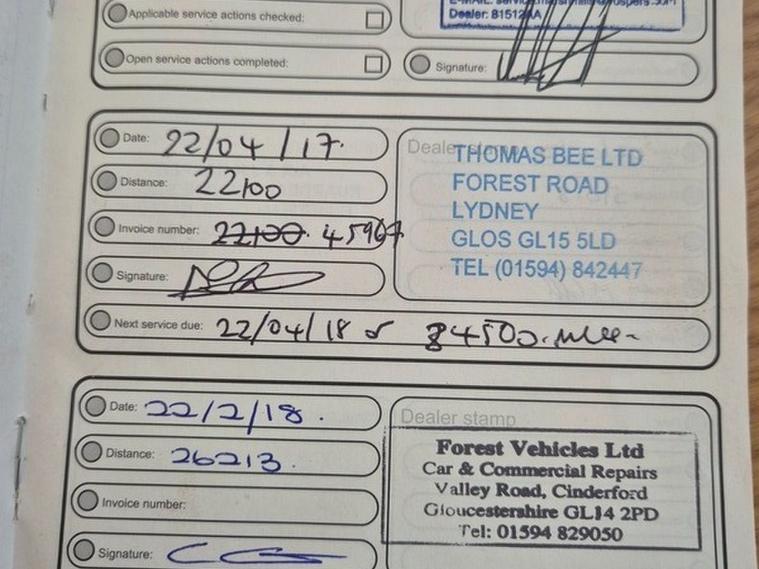 Applicable service actions checked:
Dealer: 81512
Open service actions completed:
Signature:
Date: 22/04/17.
Dealer stamp
THOMAS BEE LTD
Distance: 22100
FOREST ROAD
LYDNEY
Invoice number: 22100. 45967
GLOS GL15 5LD
Signature:
TEL (01594) 842447
Next service due: 22/04/18 or 34500.miles
Date: 22/2/18.
Dealer stamp
Forest Vehicles Ltd
Distance: 26213.
Car & Commercial Repairs
Valley Road, Cinderford
Invoice number:
Gloucestershire GL14 2PD
Tel: 01594 829050
Signature: